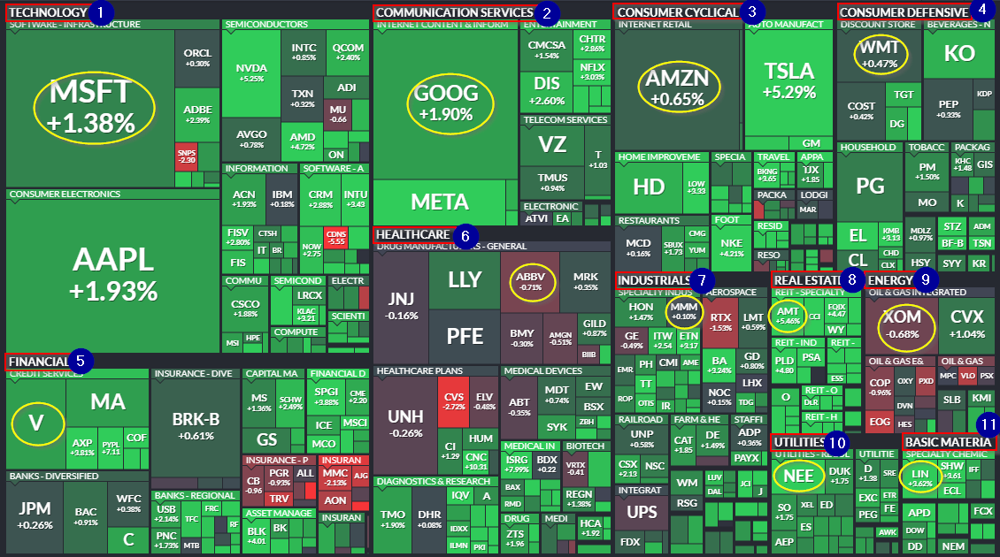 TECHNOLOGY 1
SOFTWARE - INFRASTRUCTURE
MSFT
+1.38%
ORCL
+0.30%
ADBE
+2.39%
SNPS
-2.30
CONSUMER ELECTRONICS
AAPL
+1.93%
SEMICONDUCTORS
NVDA
+5.25%
INTC
+0.85%
QCOM
+2.40%
TXN
+0.32%
ADI
MU
-0.66
AVGO
+0.78%
AMD
+4.72%
ON
INFORMATION
ACN
+1.93%
IBM
+0.18%
FISV
+2.80%
CTSH
IT
BR
FIS
SOFTWARE - A
CRM
+2.88%
INTU
+3.43
NOW
+2.75
CDNS
-5.55
COMMU
CSCO
+1.88%
MSI
HPE
SEMICOND
LRCX
KLAC
+3.21
COMPUTE
ELECTR
SCIENTI
COMMUNICATION SERVICES 2
INTERNET CONTENT & INFORM
GOOG
+1.90%
META
ENTERTAINMENT
CMCSA
+1.54%
CHTR
+2.86%
DIS
+2.60%
NFLX
+3.03%
TELECOM SERVICES
VZ
TMUS
+0.94%
T
+1.03
ELECTRONIC
ATVI
EA
CONSUMER CYCLICAL 3
INTERNET RETAIL
AMZN
+0.65%
AUTO MANUFACT
TSLA
+5.29%
GM
HOME IMPROVEME
HD
LOW
+3.33
SPECIA
TRAVEL
BKNG
+3.65
APPA
TJX
+1.85
PACKA
LODGI
MAR
RESTAURANTS
MCD
+0.16%
SBUX
+1.73
CMG
YUM
FOOT
NKE
+4.21%
RESID
RESO
CONSUMER DEFENSIVE 4
DISCOUNT STORE
WMT
+0.47%
COST
+0.42%
TGT
DG
BEVERAGES - N
KO
PEP
+0.33%
KDP
HOUSEHOLD
PG
EL
KMB
+3.13
CL
CHD
CLX
TOBACC
PM
+1.50%
MO
PACKAG
KHC
+1.48
GIS
K
MDLZ
+0.97%
HSY
STZ
BF-B
ADM
TSN
SYY
KR
FINANCIAL 5
CREDIT SERVICES
V
MA
AXP
+3.81%
PYPL
+7.11
COF
BANKS - DIVERSIFIED
JPM
+0.26%
BAC
+0.91%
WFC
+0.38%
C
INSURANCE - DIVE
BRK-B
+0.61%
BANKS - REGIONAL
USB
+2.14%
TFC
FRC
RF
PNC
+1.73%
MTB
CAPITAL MA
MS
+1.36%
SCHW
+2.49%
GS
FINANCIAL D
SPGI
+3.88%
CME
+2.20
ICE
MSCI
MCO
INSURANCE - P
CB
-0.96
PGR
-0.93%
ALL
TRV
INSURAN
MMC
-2.13%
AJG
AON
ASSET MANAGE
BLK
+4.01
BK
INSURAN
HEALTHCARE 6
DRUG MANUFACTURERS - GENERAL
JNJ
-0.16%
LLY
PFE
ABBV
-0.71%
MRK
+0.35%
BMY
-0.30%
AMGN
-0.51%
GILD
+0.87%
BIIB
HEALTHCARE PLANS
UNH
-0.26%
CVS
-2.72%
ELV
-0.48%
CI
+1.29
HUM
CNC
+10.31
MEDICAL DEVICES
ABT
-0.35%
MDT
+0.74%
EW
BSX
SYK
ZBH
MEDICAL IN
ISRG
+7.99%
BDX
+0.22
BAX
RMD
BIOTECH
VRTX
-0.41
REGN
+1.38%
DIAGNOSTICS & RESEARCH
TMO
+1.90%
DHR
+0.08%
IQV
A
IDXX
ILMN
PKI
DRUG
ZTS
+1.96
MEDI
HCA
+1.92
INDUSTRIALS 7
SPECIALTY INDUS
HON
+1.47%
MMM
+0.10%
GE
-0.49%
ITW
+2.54
ETN
+3.17
EMR
PH
CMI
AME
TT
ROP
OTIS
IR
AEROSPACE
RTX
-1.53%
LMT
+0.59%
BA
+3.24%
GD
+0.80%
LHX
NOC
+0.15%
TDG
RAILROAD
UNP
+0.58%
CSX
+2.13
NSC
FARM & HE
CAT
+1.85
DE
+1.49%
STAFFI
ADP
+0.36%
PAYX
INTEGRAT
UPS
FDX
WM
RSG
LUV
DAL
JCI
J
REAL ESTATE 8
REIT - SPECIALTY
AMT
+5.46%
CCI
EQIX
+4.47
WY
REIT - IND
PLD
+4.80
PSA
REIT -
O
REIT - O
DLR
REIT - H
ENERGY 9
OIL & GAS INTEGRATED
XOM
-0.68%
CVX
+1.04%
OIL & GAS E&
COP
-0.96%
OXY
PXD
DVN
EOG
HES
OIL & GAS
MPC
VLO
PSX
SLB
KMI
UTILITIES 10
UTILITIES - REGUL
NEE
DUK
+1.75
SO
+1.75
XEL
ED
ES
AEP
UTILITIE
D
+1.38
SRE
EXC
ETR
PEG
FE
AWK
11
BASIC MATERIA
SPECIALTY CHEMIC
LIN
+3.62%
SHW
+3.61
IFF
ECL
APD
FCX
DOW
DD
NEM